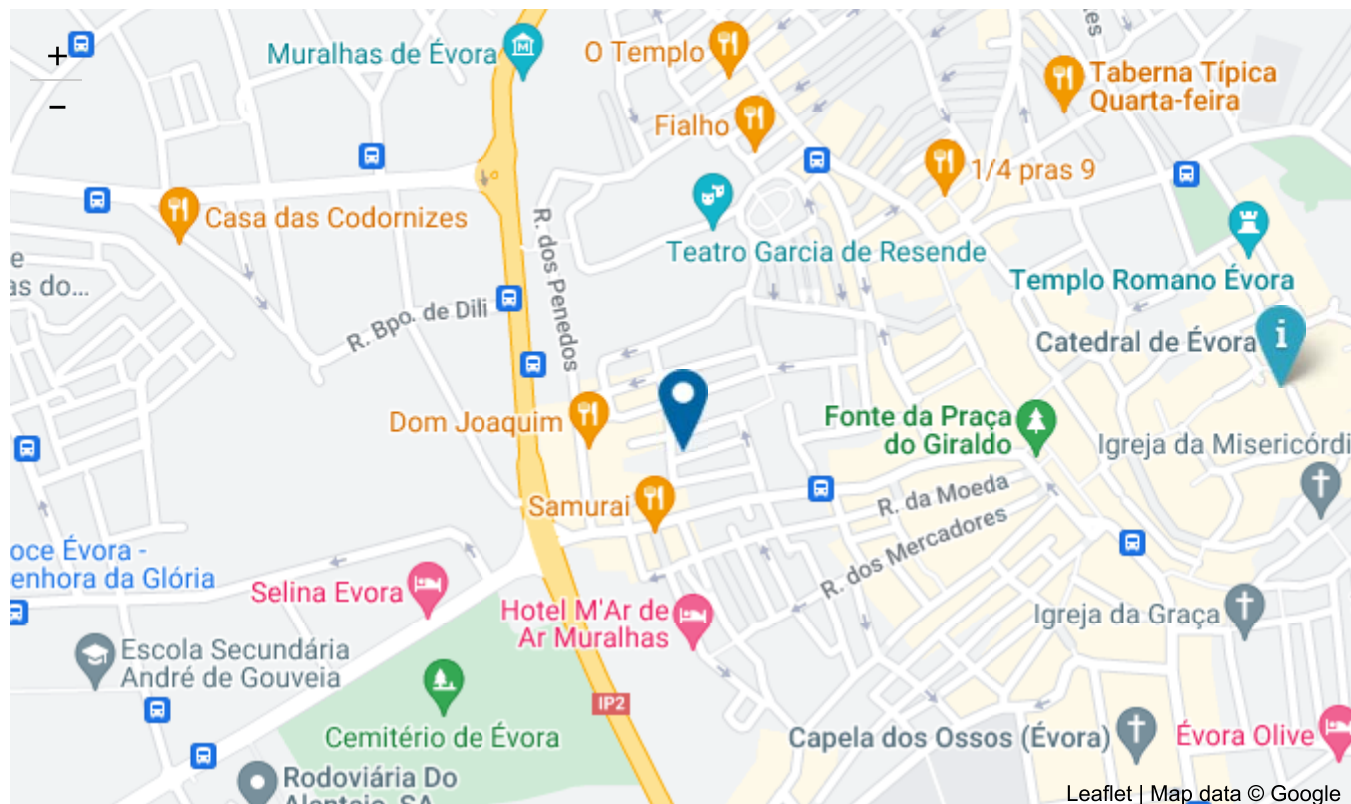 +
−
Muralhas de Évora
O Templo
Taberna Típica
Quarta-feira
Fialho
1/4 pras 9
Casa das Codornizes
R. dos Penedos
Teatro Garcia de Resende
Templo Romano Évora
e
as do...
R. Bpo. de Dili
Catedral de Évora
i
Dom Joaquim
Fonte da Praça
do Giraldo
Igreja da Misericórdi
Samurai
R. da Moeda
R. dos Mercadores
oce Évora -
enhora da Glória
Selina Evora
Hotel M'Ar de
Ar Muralhas
Igreja da Graça
Escola Secundária
André de Gouveia
IP2
Cemitério de Évora
Capela dos Ossos (Évora)
Évora Olive
Rodoviária Do
Alentejo, SA
Leaflet | Map data © Google